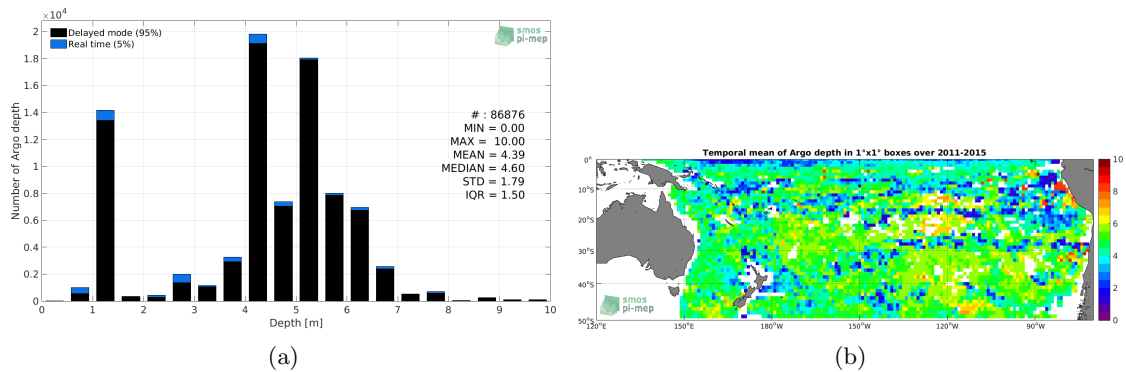 ×10⁴
Delayed mode (95%)
Real time (5%)
smos
pi-mep
2
1.8
1.6
1.4
1.2
1
0.8
0.6
0.4
0.2
0
Number of Argo depth
# : 86876
MIN = 0.00
MAX = 10.00
MEAN = 4.39
MEDIAN = 4.60
STD = 1.79
IQR = 1.50
0 1 2 3 4 5 6 7 8 9 10
Depth [m]
(a)
Temporal mean of Argo depth in 1°x1° boxes over 2011-2015
0°
10°S
20°S
30°S
40°S
50°S
120°E 150°E 180°W 150°W 120°W 90°W
smos
pi-mep
10
8
6
4
2
0
(b)